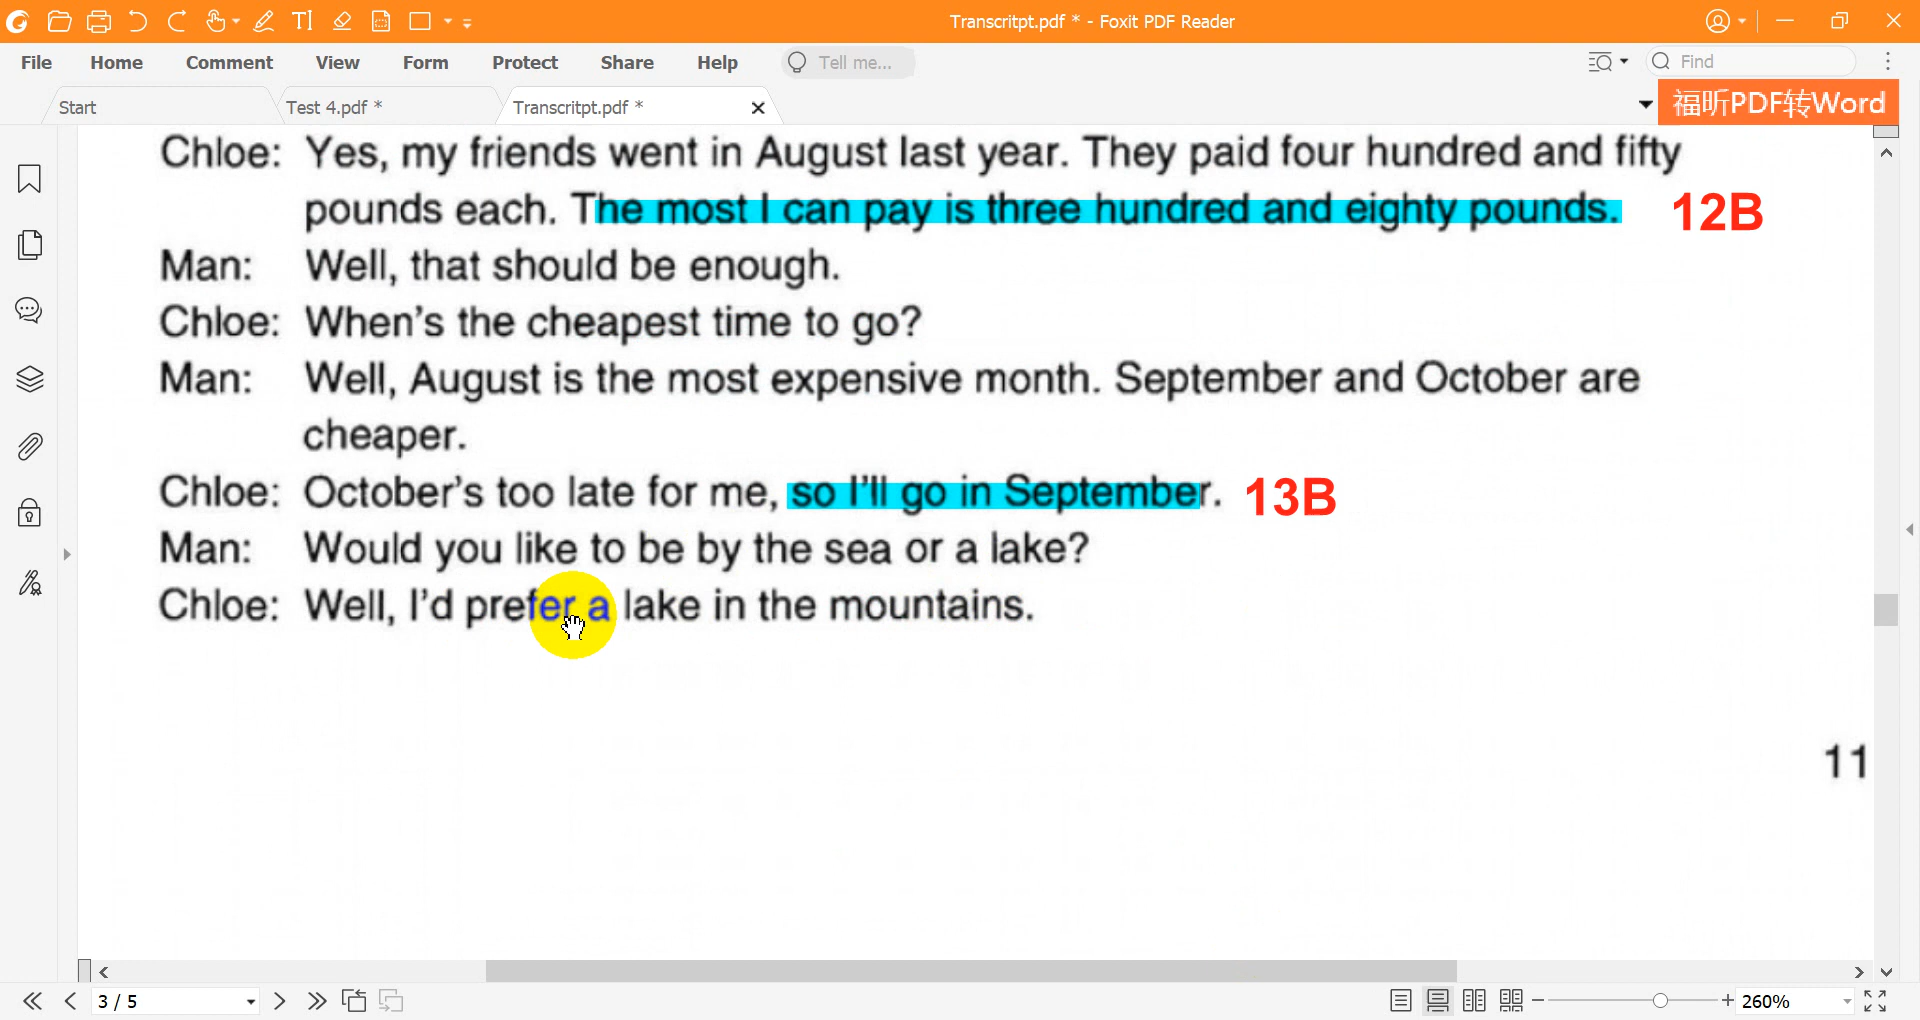 Transcritpt.pdf * - Foxit PDF Reader
File Home Comment View Form Protect Share Help Tell me... Find
Start Test 4.pdf * Transcritpt.pdf * 福昕PDF转Word
Chloe: Yes, my friends went in August last year. They paid four hundred and fifty
pounds each. The most I can pay is three hundred and eighty pounds. 12B
Man: Well, that should be enough.
Chloe: When's the cheapest time to go?
Man: Well, August is the most expensive month. September and October are
cheaper.
Chloe: October's too late for me, so I'll go in September. 13B
Man: Would you like to be by the sea or a lake?
Chloe: Well, I'd prefer a lake in the mountains.
11
3 / 5 260%